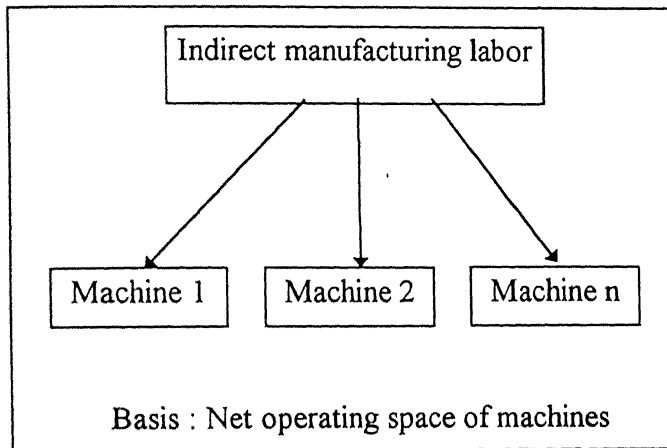 Indirect manufacturing labor
Machine 1
Machine 2
Machine n
Basis : Net operating space of machines